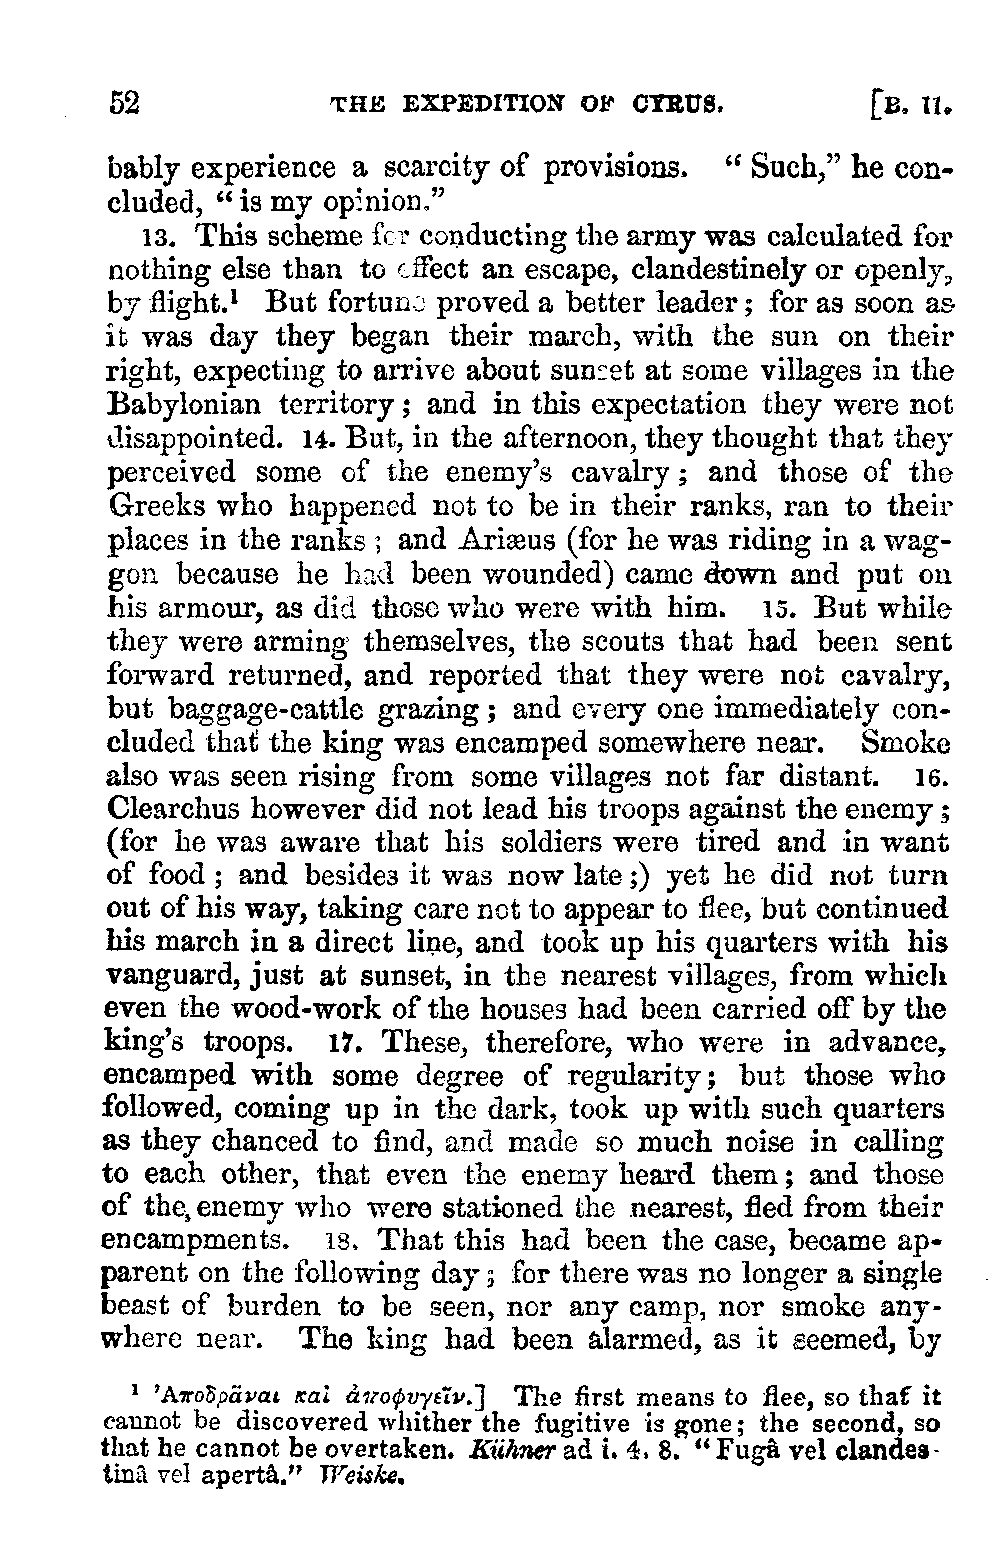 52 THE EXPEDITION OF CYRUS. [B. II.
bably experience a scarcity of provisions. “ Such,” he con-
cluded, “ is my opinion.”
13. This scheme for conducting the army was calculated for
nothing else than to effect an escape, clandestinely or openly,
by flight.¹ But fortune proved a better leader ; for as soon as
it was day they began their march, with the sun on their
right, expecting to arrive about sunset at some villages in the
Babylonian territory ; and in this expectation they were not
disappointed. 14. But, in the afternoon, they thought that they
perceived some of the enemy’s cavalry ; and those of the
Greeks who happened not to be in their ranks, ran to their
places in the ranks ; and Ariæus (for he was riding in a wag-
gon because he had been wounded) came down and put on
his armour, as did those who were with him. 15. But while
they were arming themselves, the scouts that had been sent
forward returned, and reported that they were not cavalry,
but baggage-cattle grazing ; and every one immediately con-
cluded that the king was encamped somewhere near. Smoke
also was seen rising from some villages not far distant. 16.
Clearchus however did not lead his troops against the enemy ;
(for he was aware that his soldiers were tired and in want
of food ; and besides it was now late ;) yet he did not turn
out of his way, taking care not to appear to flee, but continued
his march in a direct line, and took up his quarters with his
vanguard, just at sunset, in the nearest villages, from which
even the wood-work of the houses had been carried off by the
king’s troops. 17. These, therefore, who were in advance,
encamped with some degree of regularity ; but those who
followed, coming up in the dark, took up with such quarters
as they chanced to find, and made so much noise in calling
to each other, that even the enemy heard them ; and those
of the enemy who were stationed the nearest, fled from their
encampments. 18. That this had been the case, became ap-
parent on the following day ; for there was no longer a single
beast of burden to be seen, nor any camp, nor smoke any-
where near. The king had been alarmed, as it seemed, by
¹ ’Αποδρᾶναι καὶ ἀποφυγεῖν.] The first means to flee, so that it
cannot be discovered whither the fugitive is gone ; the second, so
that he cannot be overtaken. Kühner ad i. 4. 8. “ Fugâ vel clandes-
tinâ vel apertâ.” Weiske.